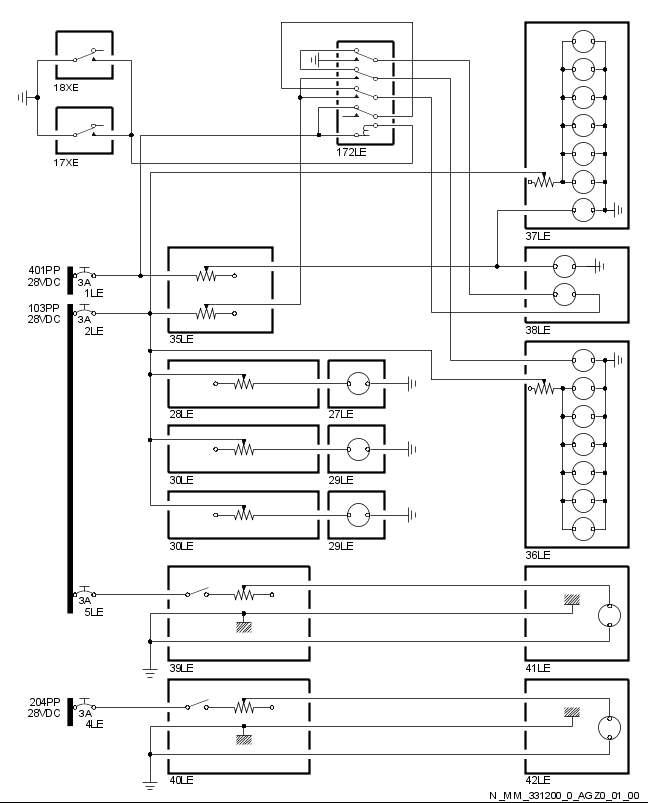 18XE
17XE
172LE
37LE
401PP
28VDC
3A
1LE
103PP
28VDC
3A
2LE
35LE
38LE
28LE
27LE
30LE
29LE
30LE
29LE
36LE
3A
5LE
39LE
41LE
204PP
28VDC
3A
4LE
40LE
42LE
N_MM_331200_0_AGZ0_01_00